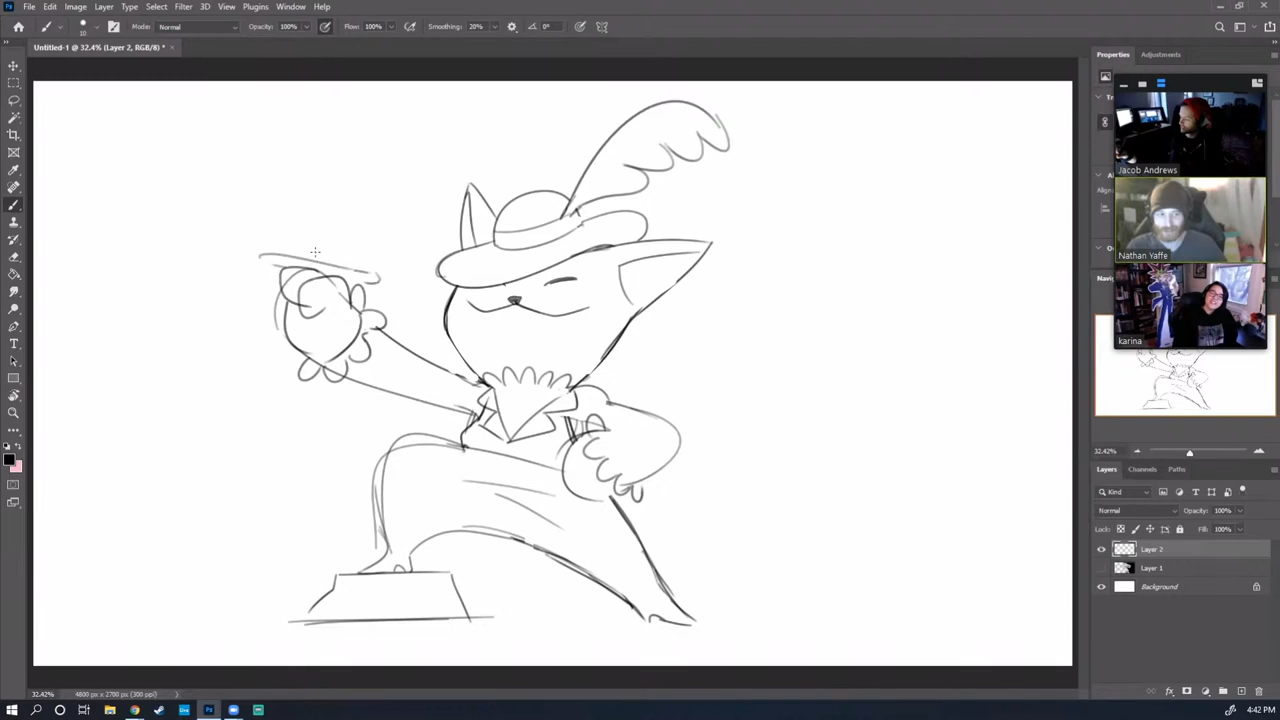 File Edit Image Layer Type Select Filter 3D View Plugins Window Help
10 Mode: Normal Opacity: 100% Flow: 100% Smoothing: 20% 0°
Untitled-1 @ 32.4% (Layer 2, RGB/8) *
Properties Adjustments
Jacob Andrews
Nathan Yaffe
karina
32.42%
Layers Channels Paths
Kind
Normal Opacity: 100%
Lock: Fill: 100%
Layer 2
Layer 1
Background
32.42% 4800 px x 2700 px (300 ppi)
4:42 PM